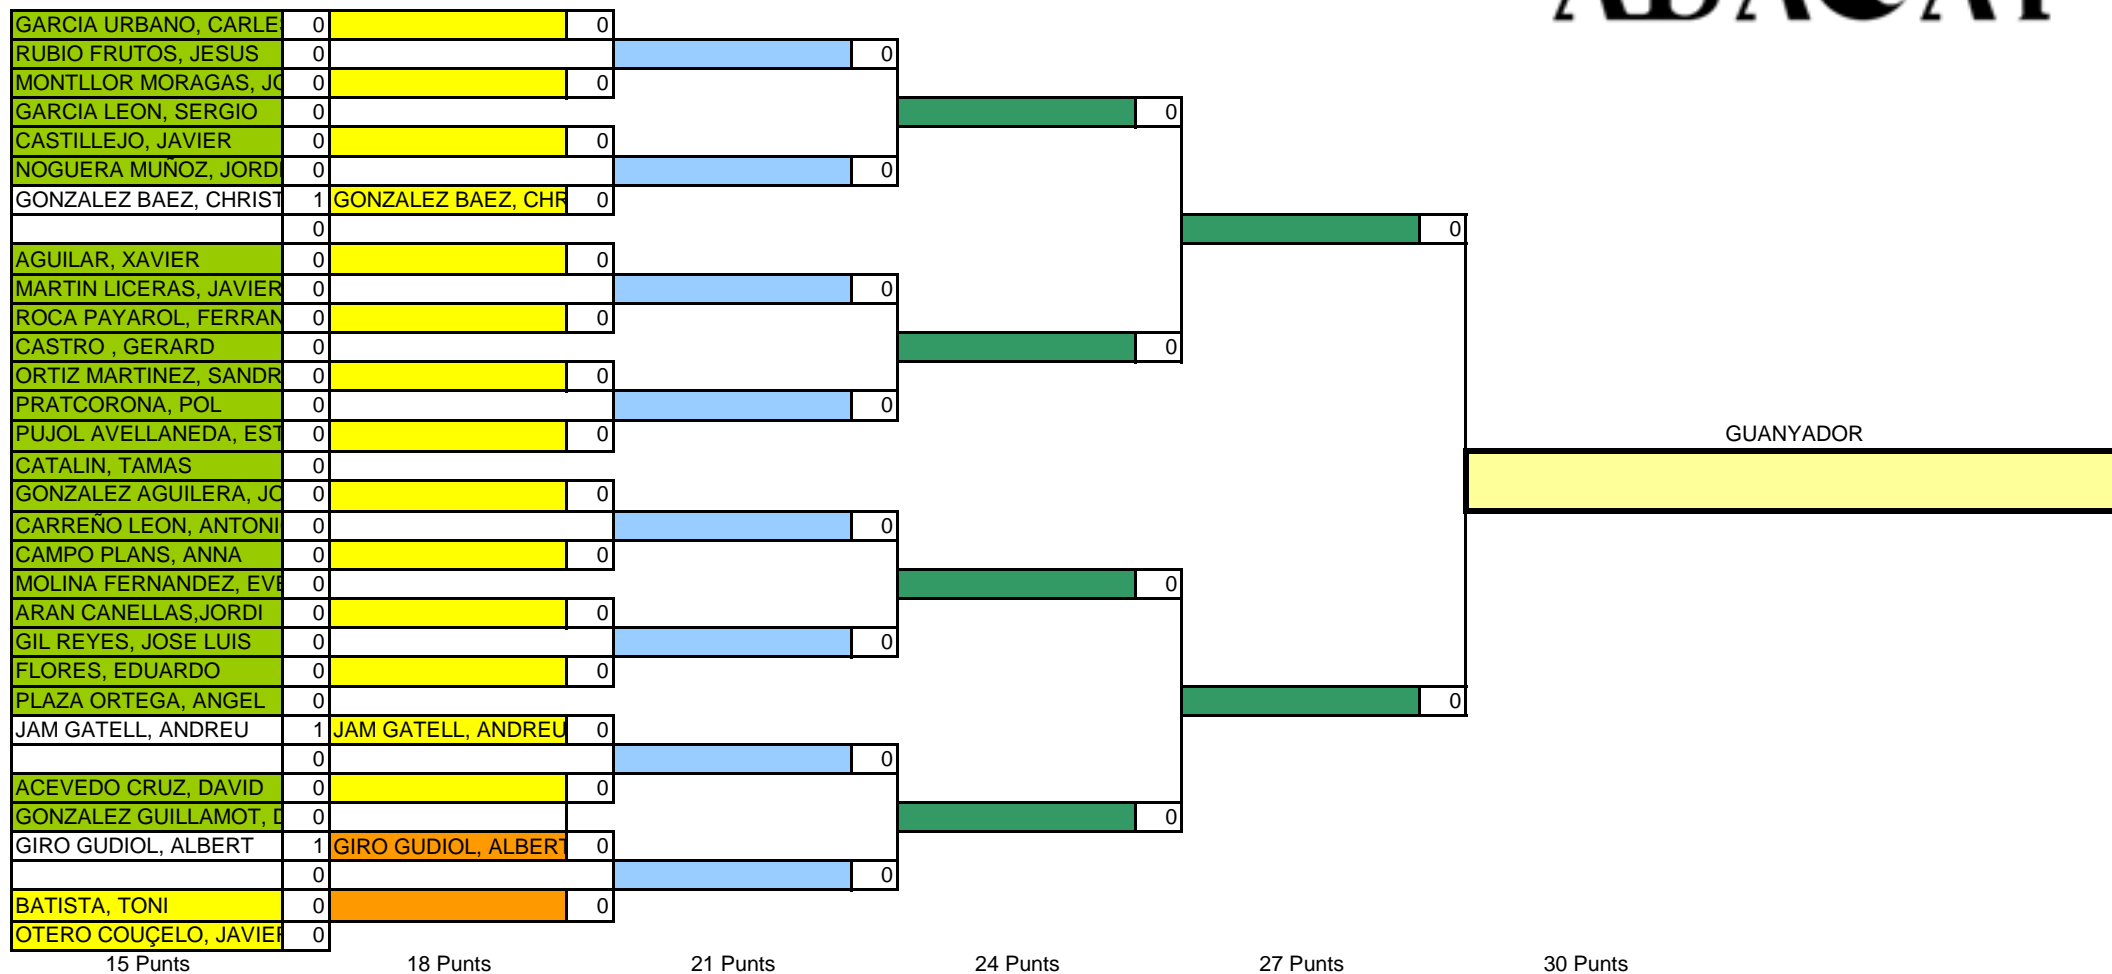 GARCIA URBANO, CARLES 0 0
RUBIO FRUTOS, JESUS 0 0
MONTLLOR MORAGAS, JO 0 0
GARCIA LEON, SERGIO 0 0
CASTILLEJO, JAVIER 0 0
NOGUERA MUÑOZ, JORDI 0 0
GONZALEZ BAEZ, CHRIST 1 GONZALEZ BAEZ, CHR 0
0 0
AGUILAR, XAVIER 0 0
MARTIN LICERAS, JAVIER 0 0
ROCA PAYAROL, FERRAN 0 0
CASTRO , GERARD 0 0
ORTIZ MARTINEZ, SANDR 0 0
PRATCORONA, POL 0 0
PUJOL AVELLANEDA, EST 0 0 GUANYADOR
CATALIN, TAMAS 0
GONZALEZ AGUILERA, JO 0 0
CARREÑO LEON, ANTONI 0 0
CAMPO PLANS, ANNA 0 0
MOLINA FERNANDEZ, EVE 0 0
ARAN CANELLAS,JORDI 0 0
GIL REYES, JOSE LUIS 0 0
FLORES, EDUARDO 0 0
PLAZA ORTEGA, ANGEL 0 0
JAM GATELL, ANDREU 1 JAM GATELL, ANDREU 0
0 0
ACEVEDO CRUZ, DAVID 0 0
GONZALEZ GUILLAMOT, D 0 0
GIRO GUDIOL, ALBERT 1 GIRO GUDIOL, ALBERT 0
0 0
BATISTA, TONI 0 0
OTERO COUÇELO, JAVIER 0
15 Punts 18 Punts 21 Punts 24 Punts 27 Punts 30 Punts